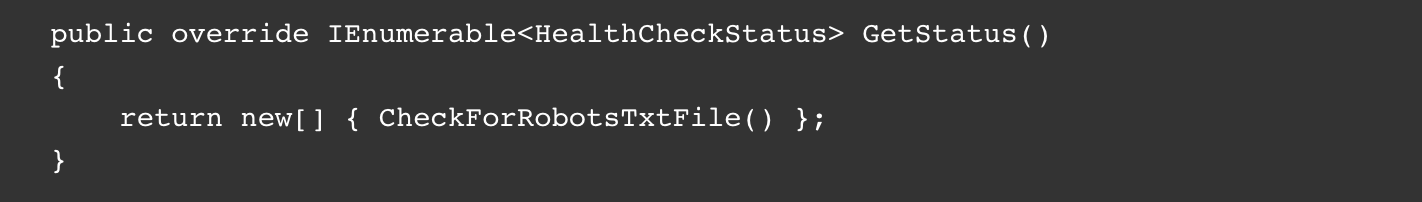 public override IEnumerable<HealthCheckStatus> GetStatus()
{
    return new[] { CheckForRobotsTxtFile() };
}